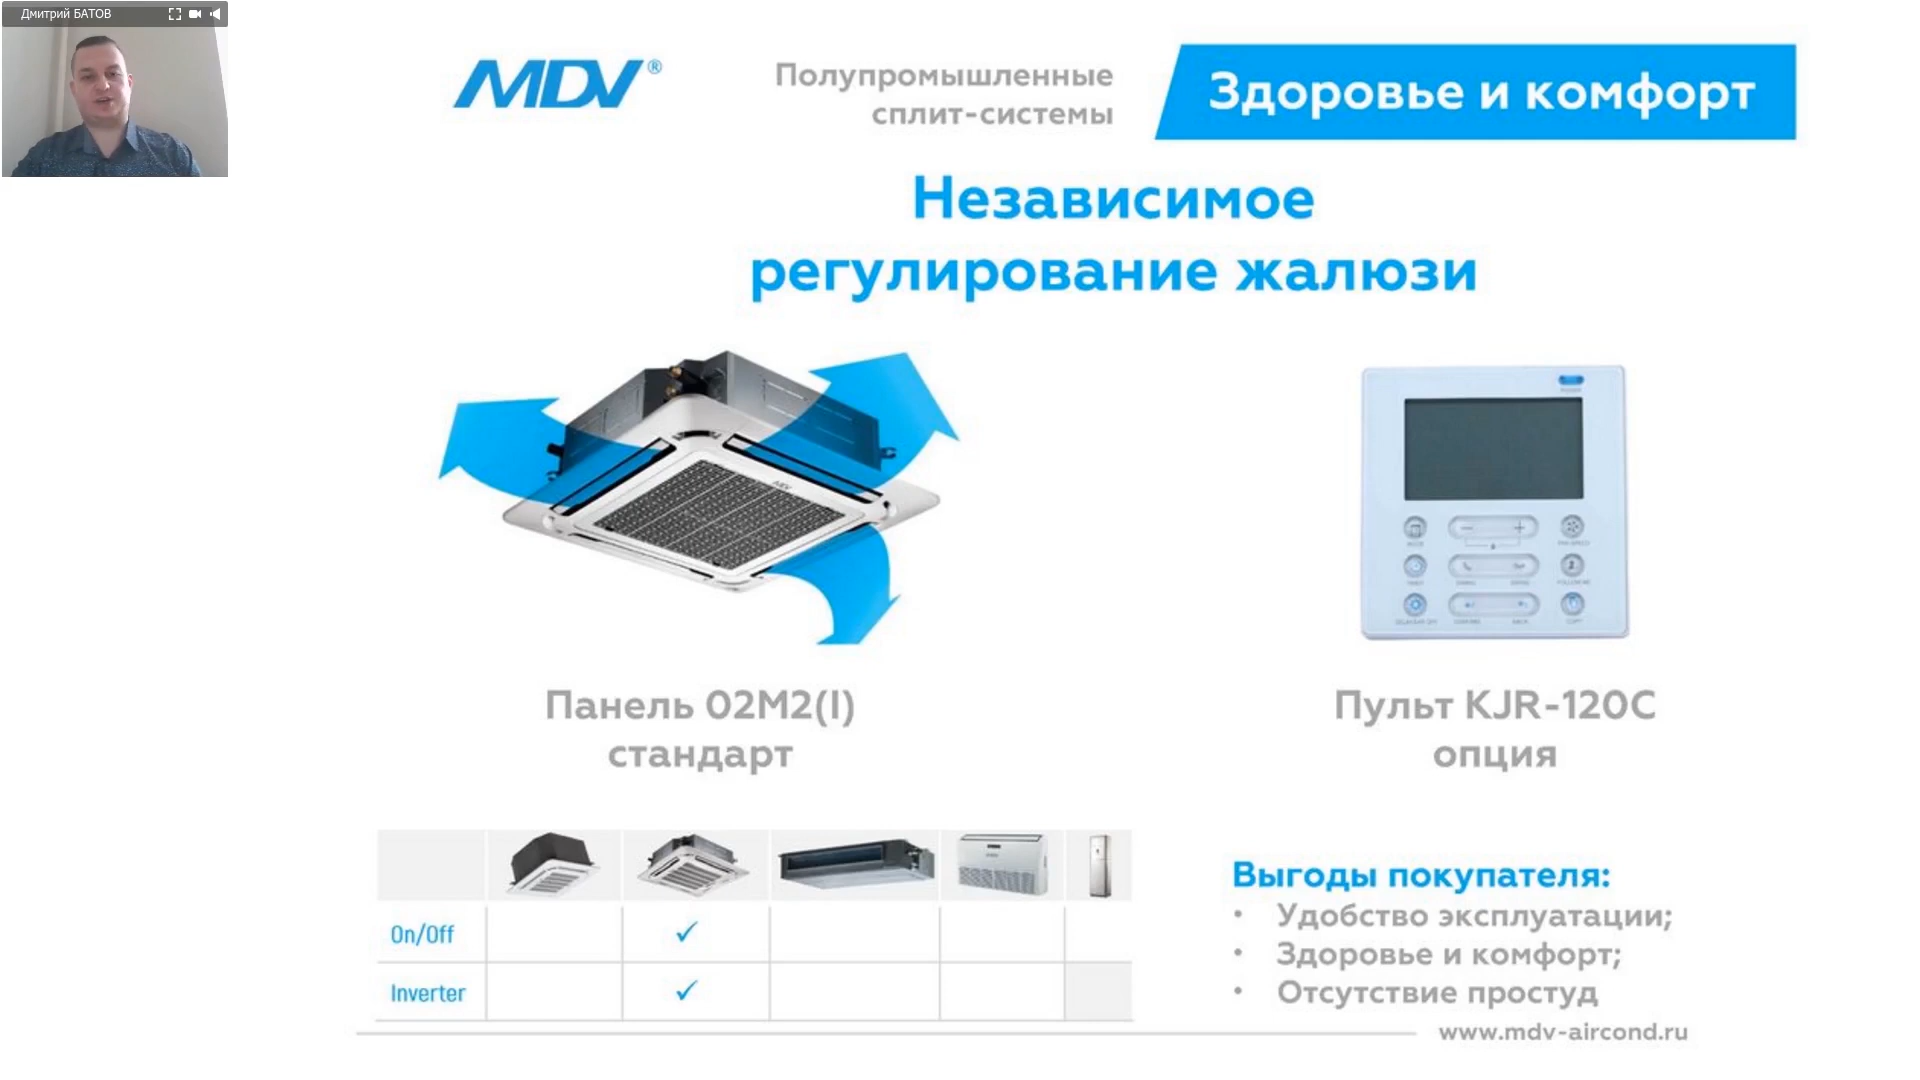 Дмитрий БАТОВ
MDV®
Полупромышленные
сплит-системы
Здоровье и комфорт
Независимое
регулирование жалюзи
MDV
Панель 02M2(I)
стандарт
Пульт KJR-120C
опция
On/Off
Inverter
Выгоды покупателя:
• Удобство эксплуатации;
• Здоровье и комфорт;
• Отсутствие простуд
www.mdv-aircond.ru